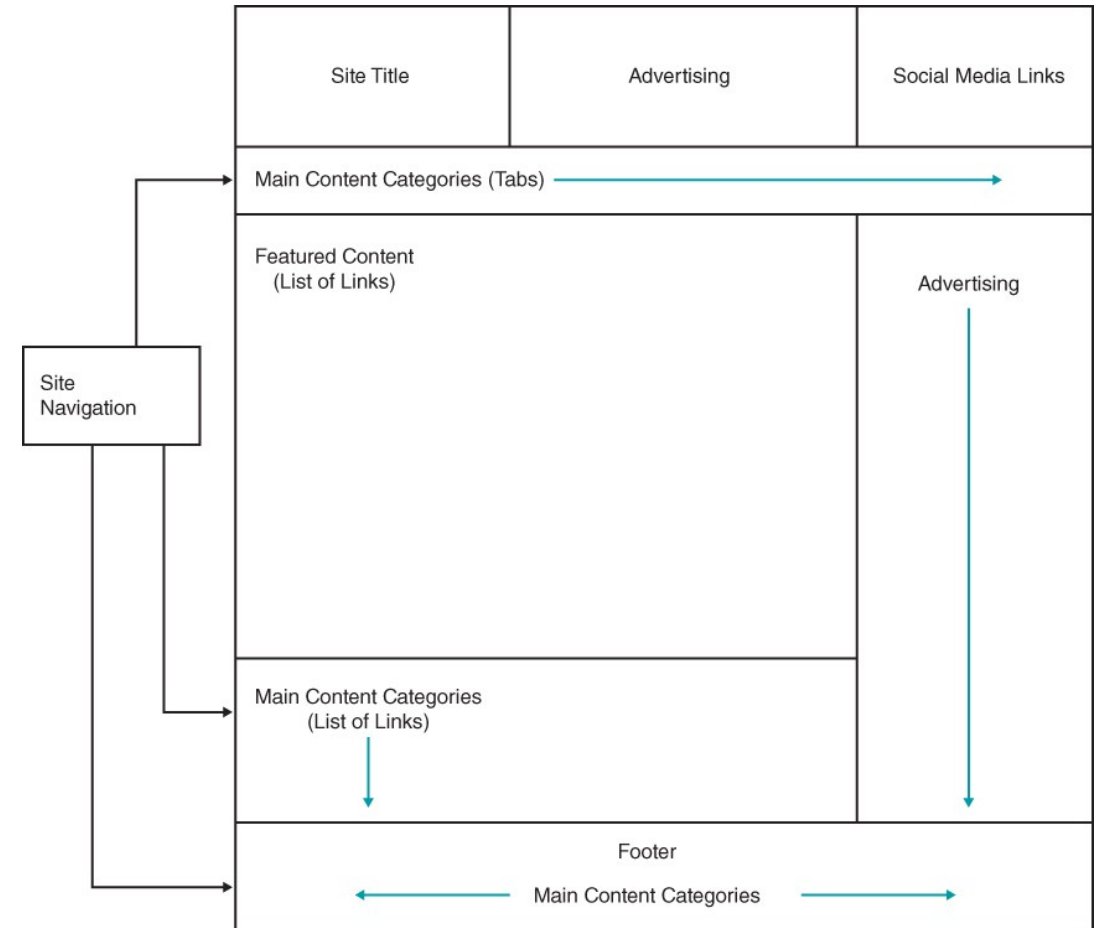 Site Title
Advertising
Social Media Links
Main Content Categories (Tabs)
Featured Content
(List of Links)
Advertising
Site
Navigation
Main Content Categories
(List of Links)
Footer
Main Content Categories